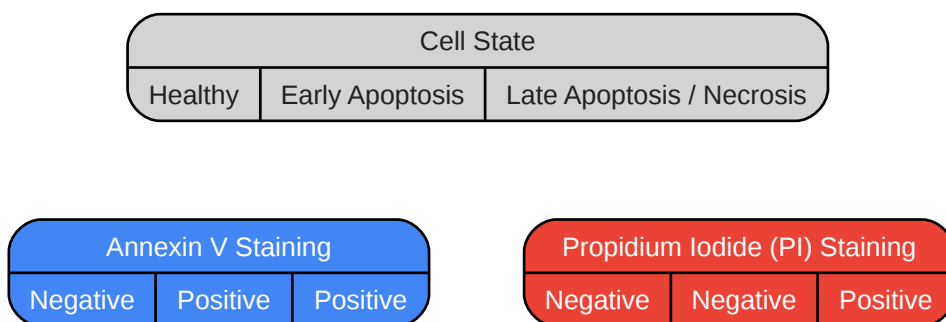 Cell State
Healthy Early Apoptosis Late Apoptosis / Necrosis
Annexin V Staining
Negative Positive Positive
Propidium Iodide (PI) Staining
Negative Negative Positive